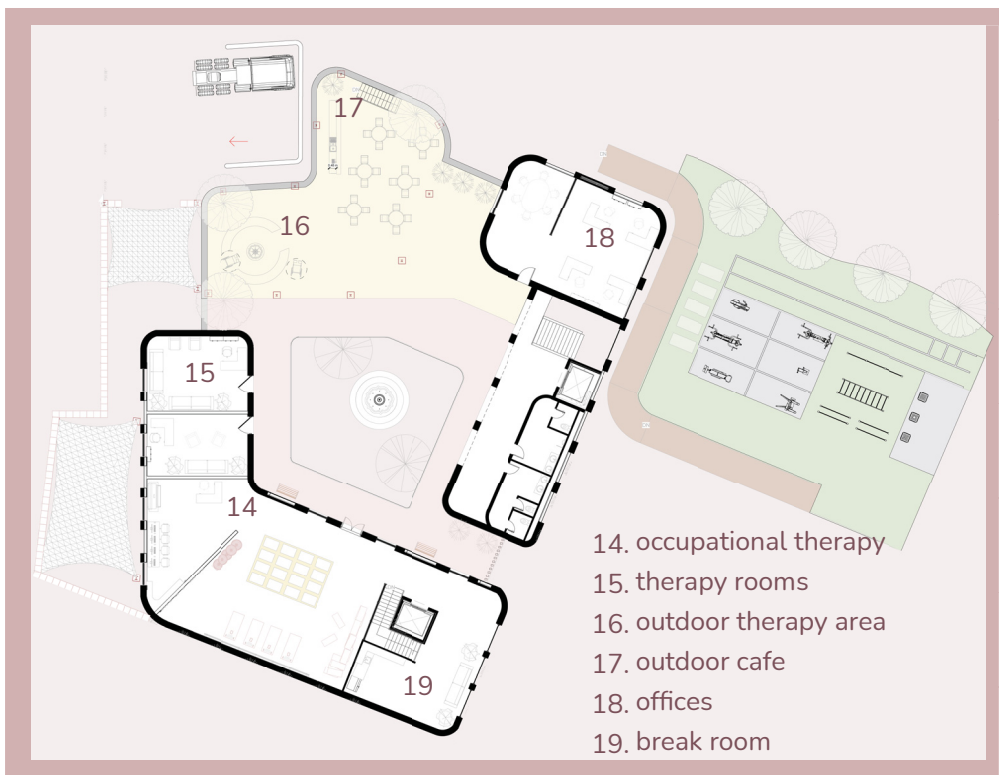 17
16
18
15
14
19
14. occupational therapy
15. therapy rooms
16. outdoor therapy area
17. outdoor cafe
18. offices
19. break room